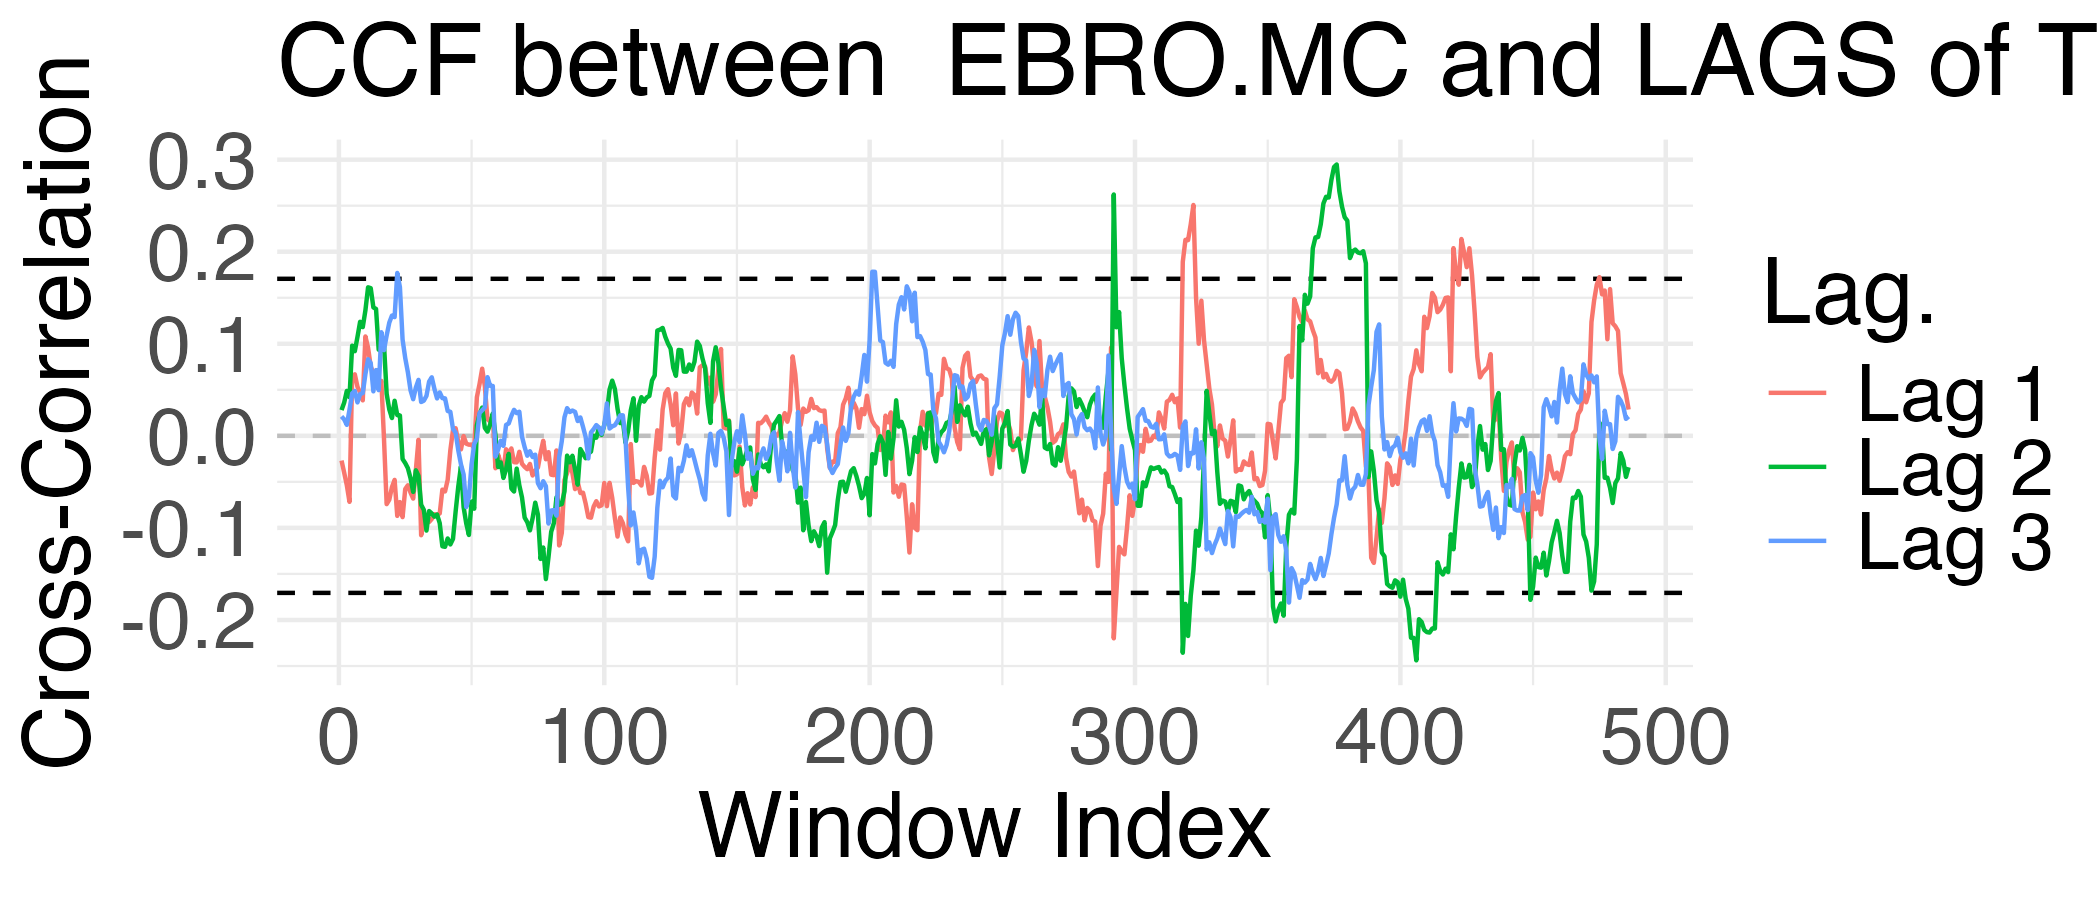 CCF between  EBRO.MC and LAGS of T
Cross-Correlation
0.3
0.2
0.1
0.0
-0.1
-0.2
0 100 200 300 400 500
Window Index
Lag.
Lag 1
Lag 2
Lag 3